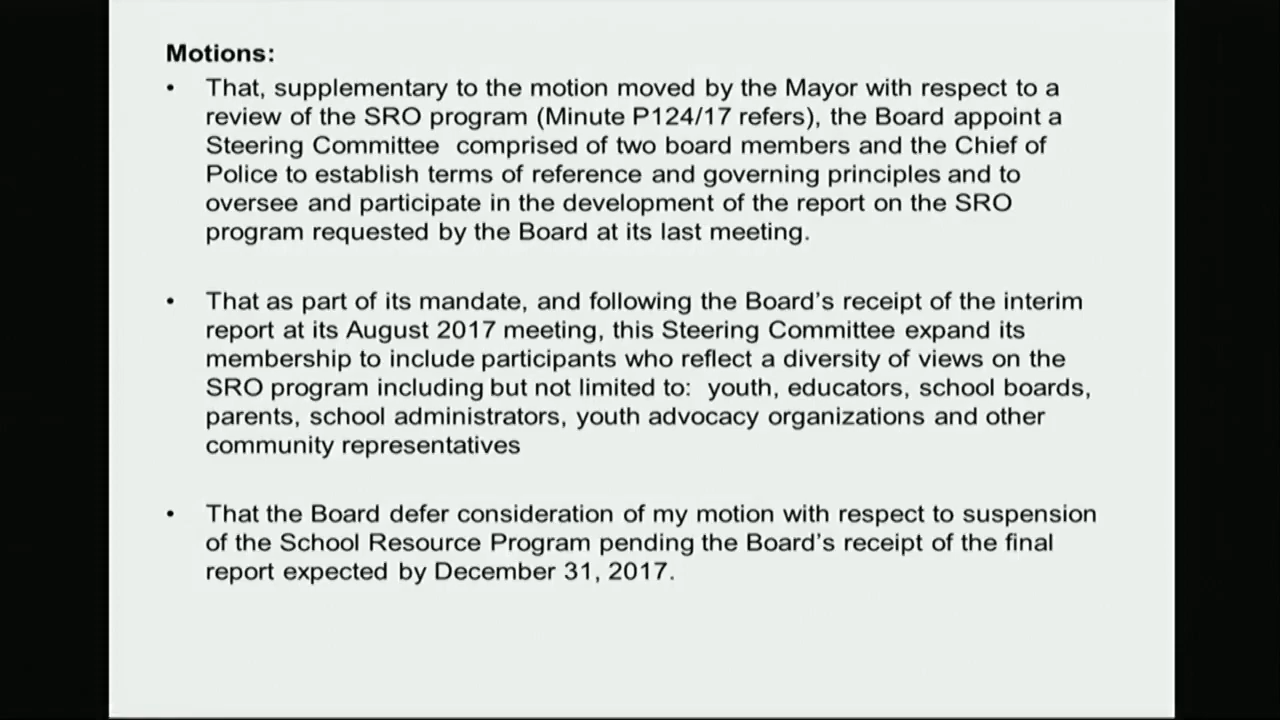 Motions:
• That, supplementary to the motion moved by the Mayor with respect to a
review of the SRO program (Minute P124/17 refers), the Board appoint a
Steering Committee comprised of two board members and the Chief of
Police to establish terms of reference and governing principles and to
oversee and participate in the development of the report on the SRO
program requested by the Board at its last meeting.
• That as part of its mandate, and following the Board's receipt of the interim
report at its August 2017 meeting, this Steering Committee expand its
membership to include participants who reflect a diversity of views on the
SRO program including but not limited to: youth, educators, school boards,
parents, school administrators, youth advocacy organizations and other
community representatives
• That the Board defer consideration of my motion with respect to suspension
of the School Resource Program pending the Board's receipt of the final
report expected by December 31, 2017.